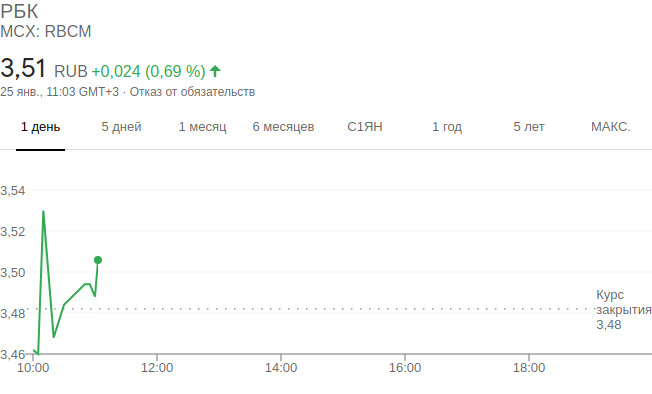 РБК
MCX: RBCM
3,51 RUB +0,024 (0,69 %)
25 янв., 11:03 GMT+3 · Отказ от обязательств
1 день 5 дней 1 месяц 6 месяцев С1ЯН 1 год 5 лет МАКС.
3,54
3,52
3,50
3,48
3,46
Курс
закрытия
3,48
10:00 12:00 14:00 16:00 18:00